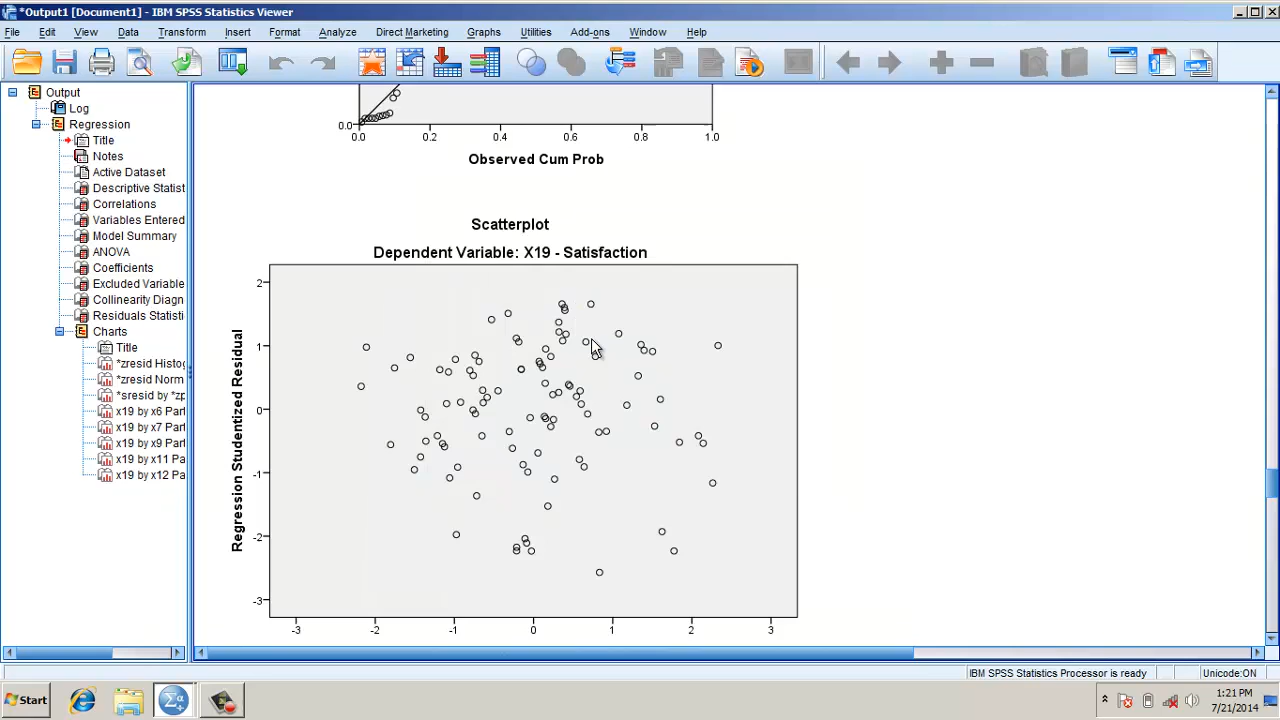 *Output1 [Document1] - IBM SPSS Statistics Viewer
File Edit View Data Transform Insert Format Analyze Direct Marketing Graphs Utilities Add-ons Window Help
Output
Log
Regression
Title
Notes
Active Dataset
Descriptive Statist
Correlations
Variables Entered
Model Summary
ANOVA
Coefficients
Excluded Variable
Collinearity Diagn
Residuals Statisti
Charts
Title
*zresid Histog
*zresid Norm
*sresid by *zp
x19 by x6 Part
x19 by x7 Part
x19 by x9 Part
x19 by x11 Par
x19 by x12 Pa
0.0
0.0 0.2 0.4 0.6 0.8 1.0
Observed Cum Prob
Scatterplot
Dependent Variable: X19 - Satisfaction
Regression Studentized Residual
2
1
0
-1
-2
-3
-3 -2 -1 0 1 2 3
IBM SPSS Statistics Processor is ready
Unicode:ON
Start
1:21 PM
7/21/2014